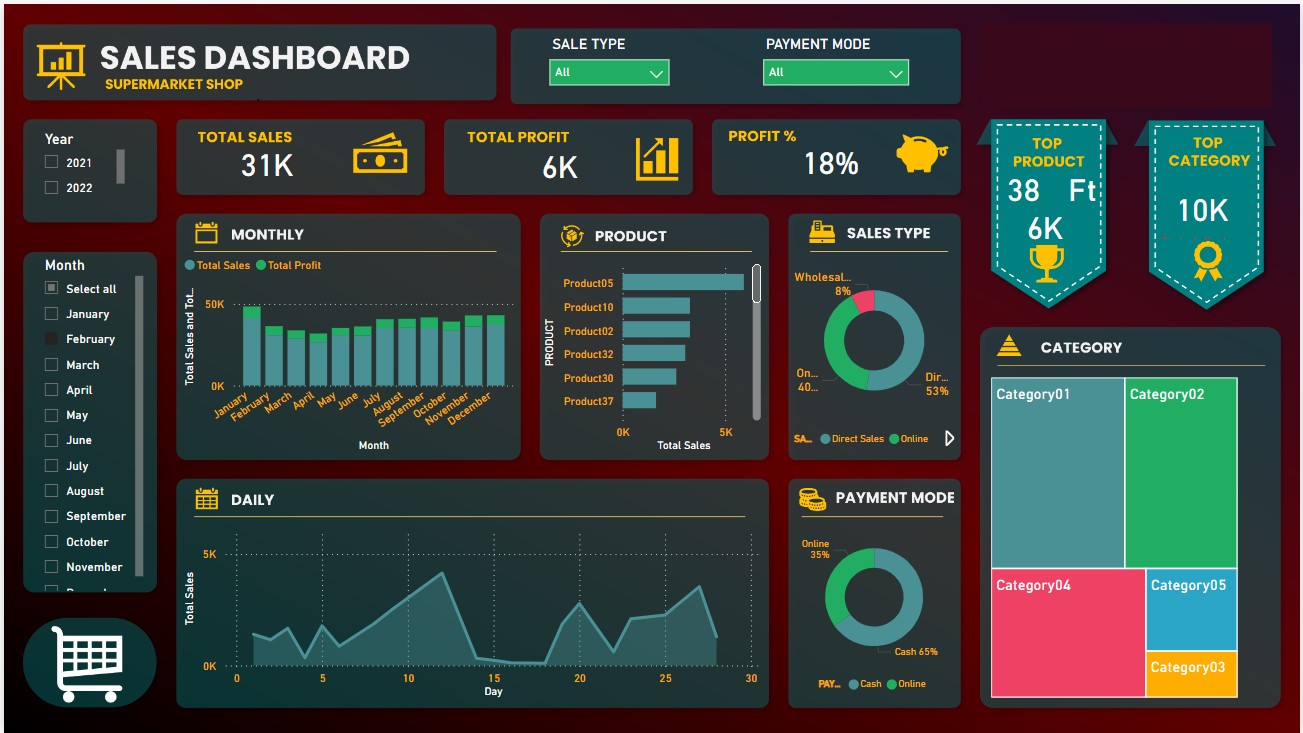 SALES DASHBOARD
SUPERMARKET SHOP
SALE TYPE
All
PAYMENT MODE
All
Year
2021
2022
TOTAL SALES
31K
TOTAL PROFIT
6K
PROFIT %
18%
TOP
PRODUCT
38 Ft
6K
TOP
CATEGORY
10K
Month
Select all
January
February
March
April
May
June
July
August
September
October
November
MONTHLY
Total Sales
Total Profit
Total Sales and Tot...
50K
0K
January
February
March
April
May
June
July
August
September
October
November
December
Month
PRODUCT
PRODUCT
Product05
Product10
Product02
Product32
Product30
Product37
0K
5K
Total Sales
SALES TYPE
Wholesal...
8%
On...
40...
Dir...
53%
SA...
Direct Sales
Online
CATEGORY
Category01
Category02
Category04
Category05
Category03
DAILY
Total Sales
5K
0K
0
5
10
15
20
25
30
Day
PAYMENT MODE
Online
35%
Cash 65%
PAY...
Cash
Online